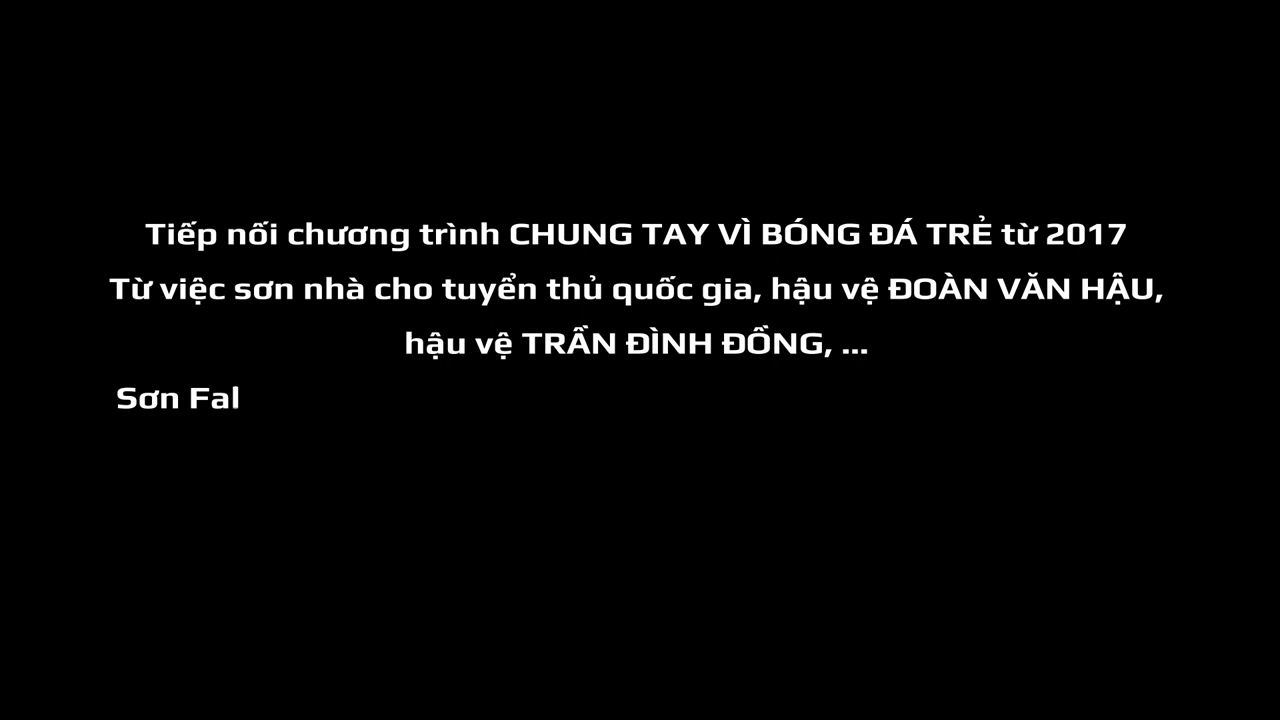 Tiếp nối chương trình CHUNG TAY VÌ BÓNG ĐÁ TRẺ từ 2017
Từ việc sơn nhà cho tuyển thủ quốc gia, hậu vệ ĐOÀN VĂN HẬU,
hậu vệ TRẦN ĐÌNH ĐỒNG, ...
Sơn Fal